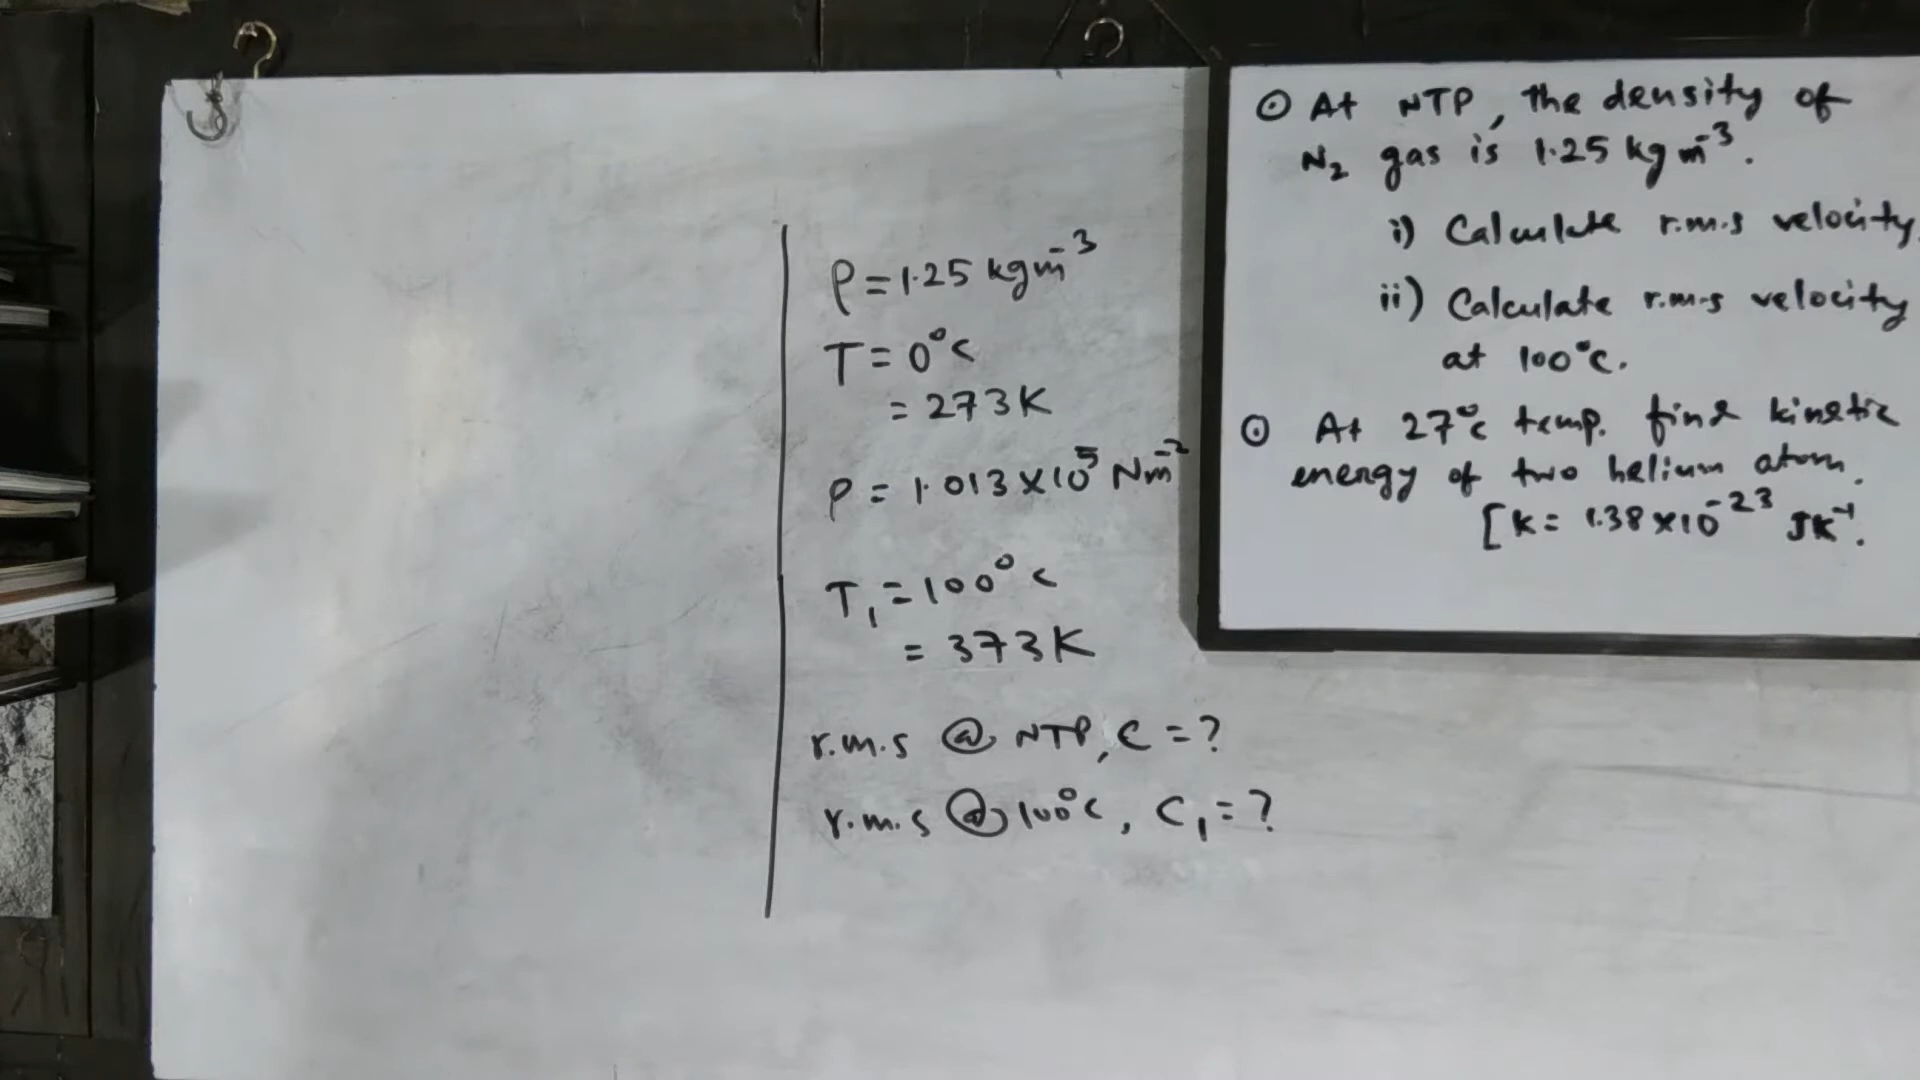 ρ = 1.25 kgm⁻³
T = 0°c
= 273K
P = 1.013 × 10⁵ Nm⁻²
T₁ = 100°c
= 373K
r.m.s @ NTP, C = ?
r.m.s @ 100°c, C₁ = ?
⊙ At NTP, the density of
N₂ gas is 1.25 kg m⁻³.
i) Calculate r.m.s velocity.
ii) Calculate r.m.s velocity
at 100°c.
⊙ At 27°c temp. find kinetic
energy of two helium atom.
[K = 1.38 × 10⁻²³ JK⁻¹.